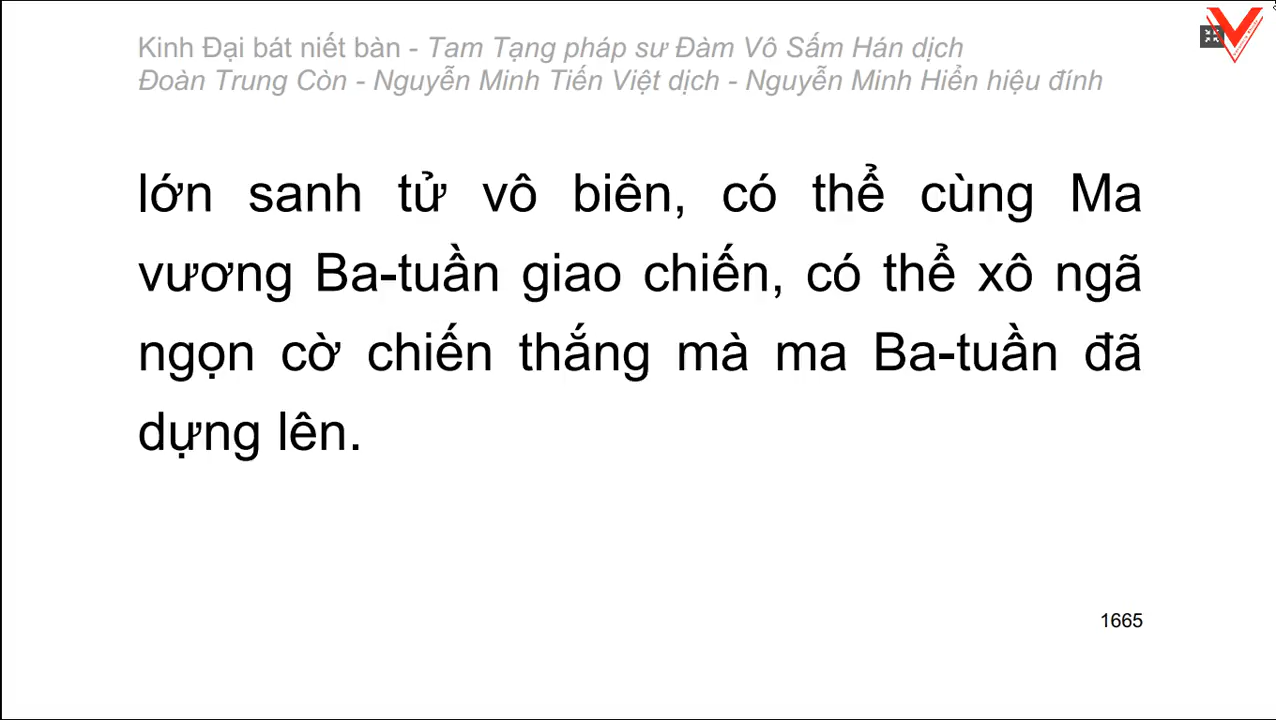 Kinh Đại bát niết bàn - Tam Tạng pháp sư Đàm Vô Sấm Hán dịch
Đoàn Trung Còn - Nguyễn Minh Tiến Việt dịch - Nguyễn Minh Hiển hiệu đính
lớn sanh tử vô biên, có thể cùng Ma
vương Ba-tuần giao chiến, có thể xô ngã
ngọn cờ chiến thắng mà ma Ba-tuần đã
dựng lên.
1665